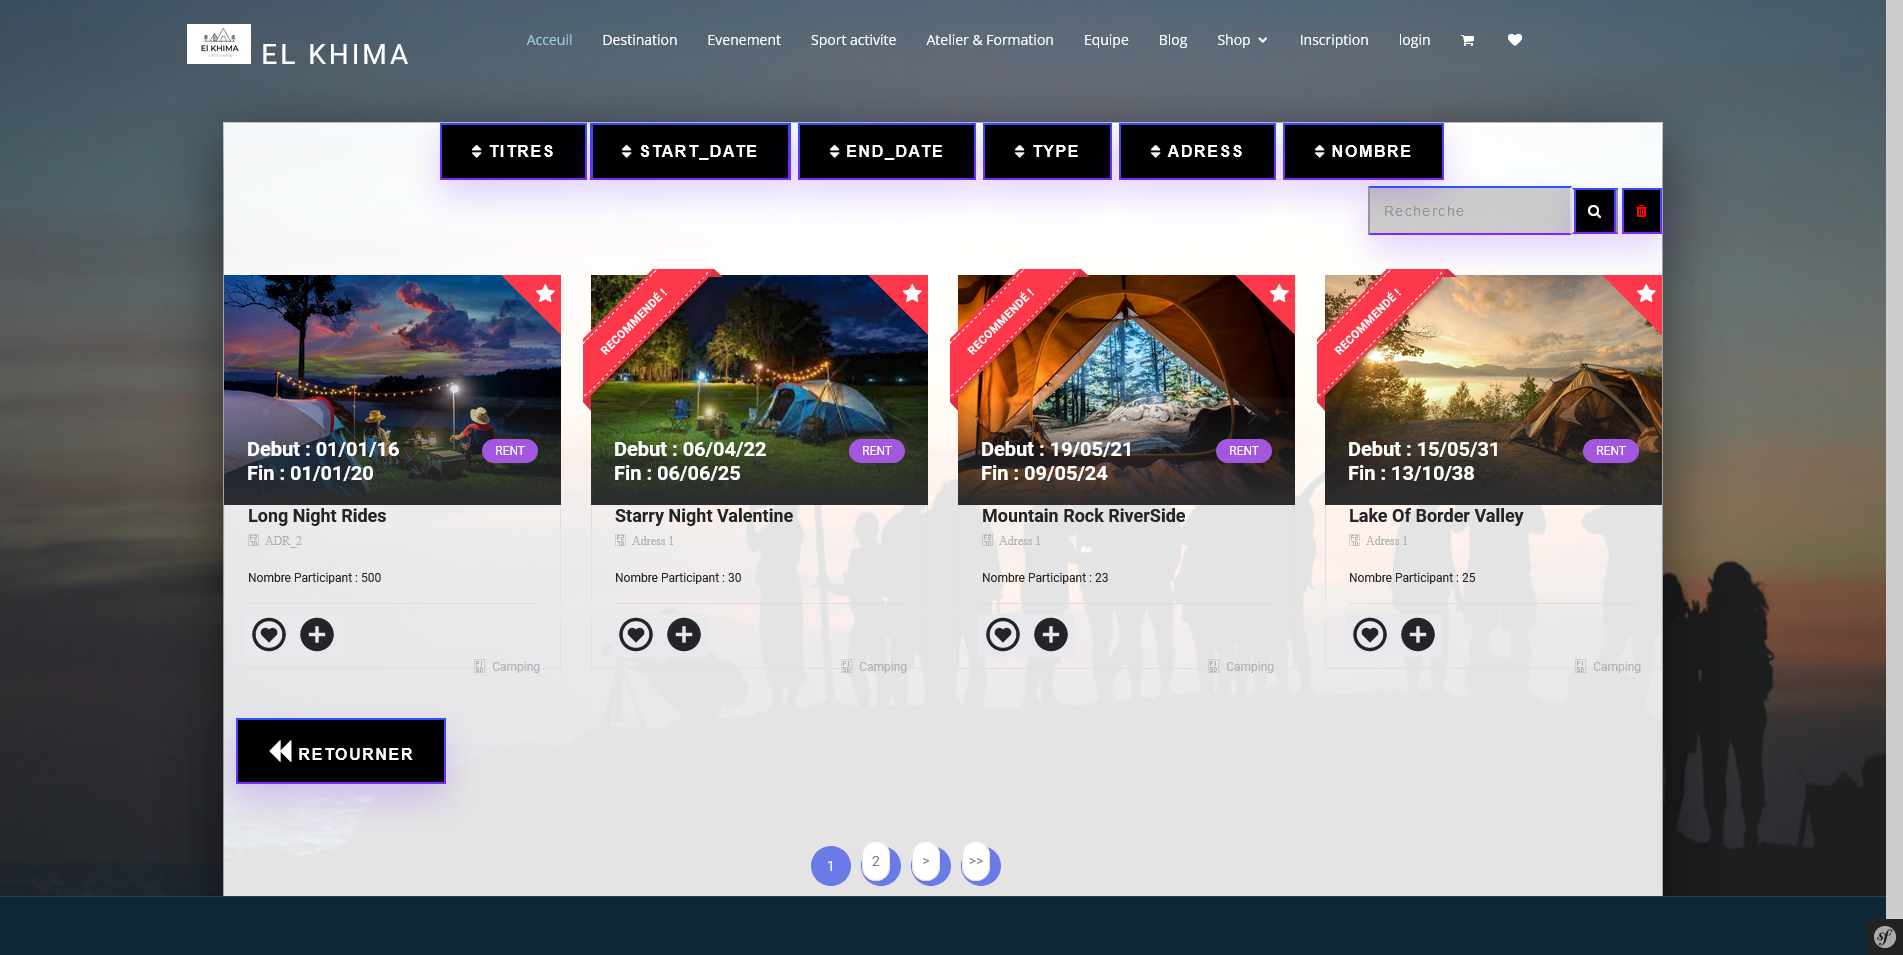 El KHIMA
EL KHIMA
Acceuil
Destination
Evenement
Sport activite
Atelier & Formation
Equipe
Blog
Shop
Inscription
login
TITRES
START_DATE
END_DATE
TYPE
ADRESS
NOMBRE
Recherche
Debut : 01/01/16
Fin : 01/01/20
RENT
Long Night Rides
ADR_2
Nombre Participant : 500
Camping
RECOMMENDÉ !
Debut : 06/04/22
Fin : 06/06/25
RENT
Starry Night Valentine
Adress 1
Nombre Participant : 30
Camping
RECOMMENDÉ !
Debut : 19/05/21
Fin : 09/05/24
RENT
Mountain Rock RiverSide
Adress 1
Nombre Participant : 23
Camping
RECOMMENDÉ !
Debut : 15/05/31
Fin : 13/10/38
RENT
Lake Of Border Valley
Adress 1
Nombre Participant : 25
Camping
RETOURNER
1
2
>
>>
sf